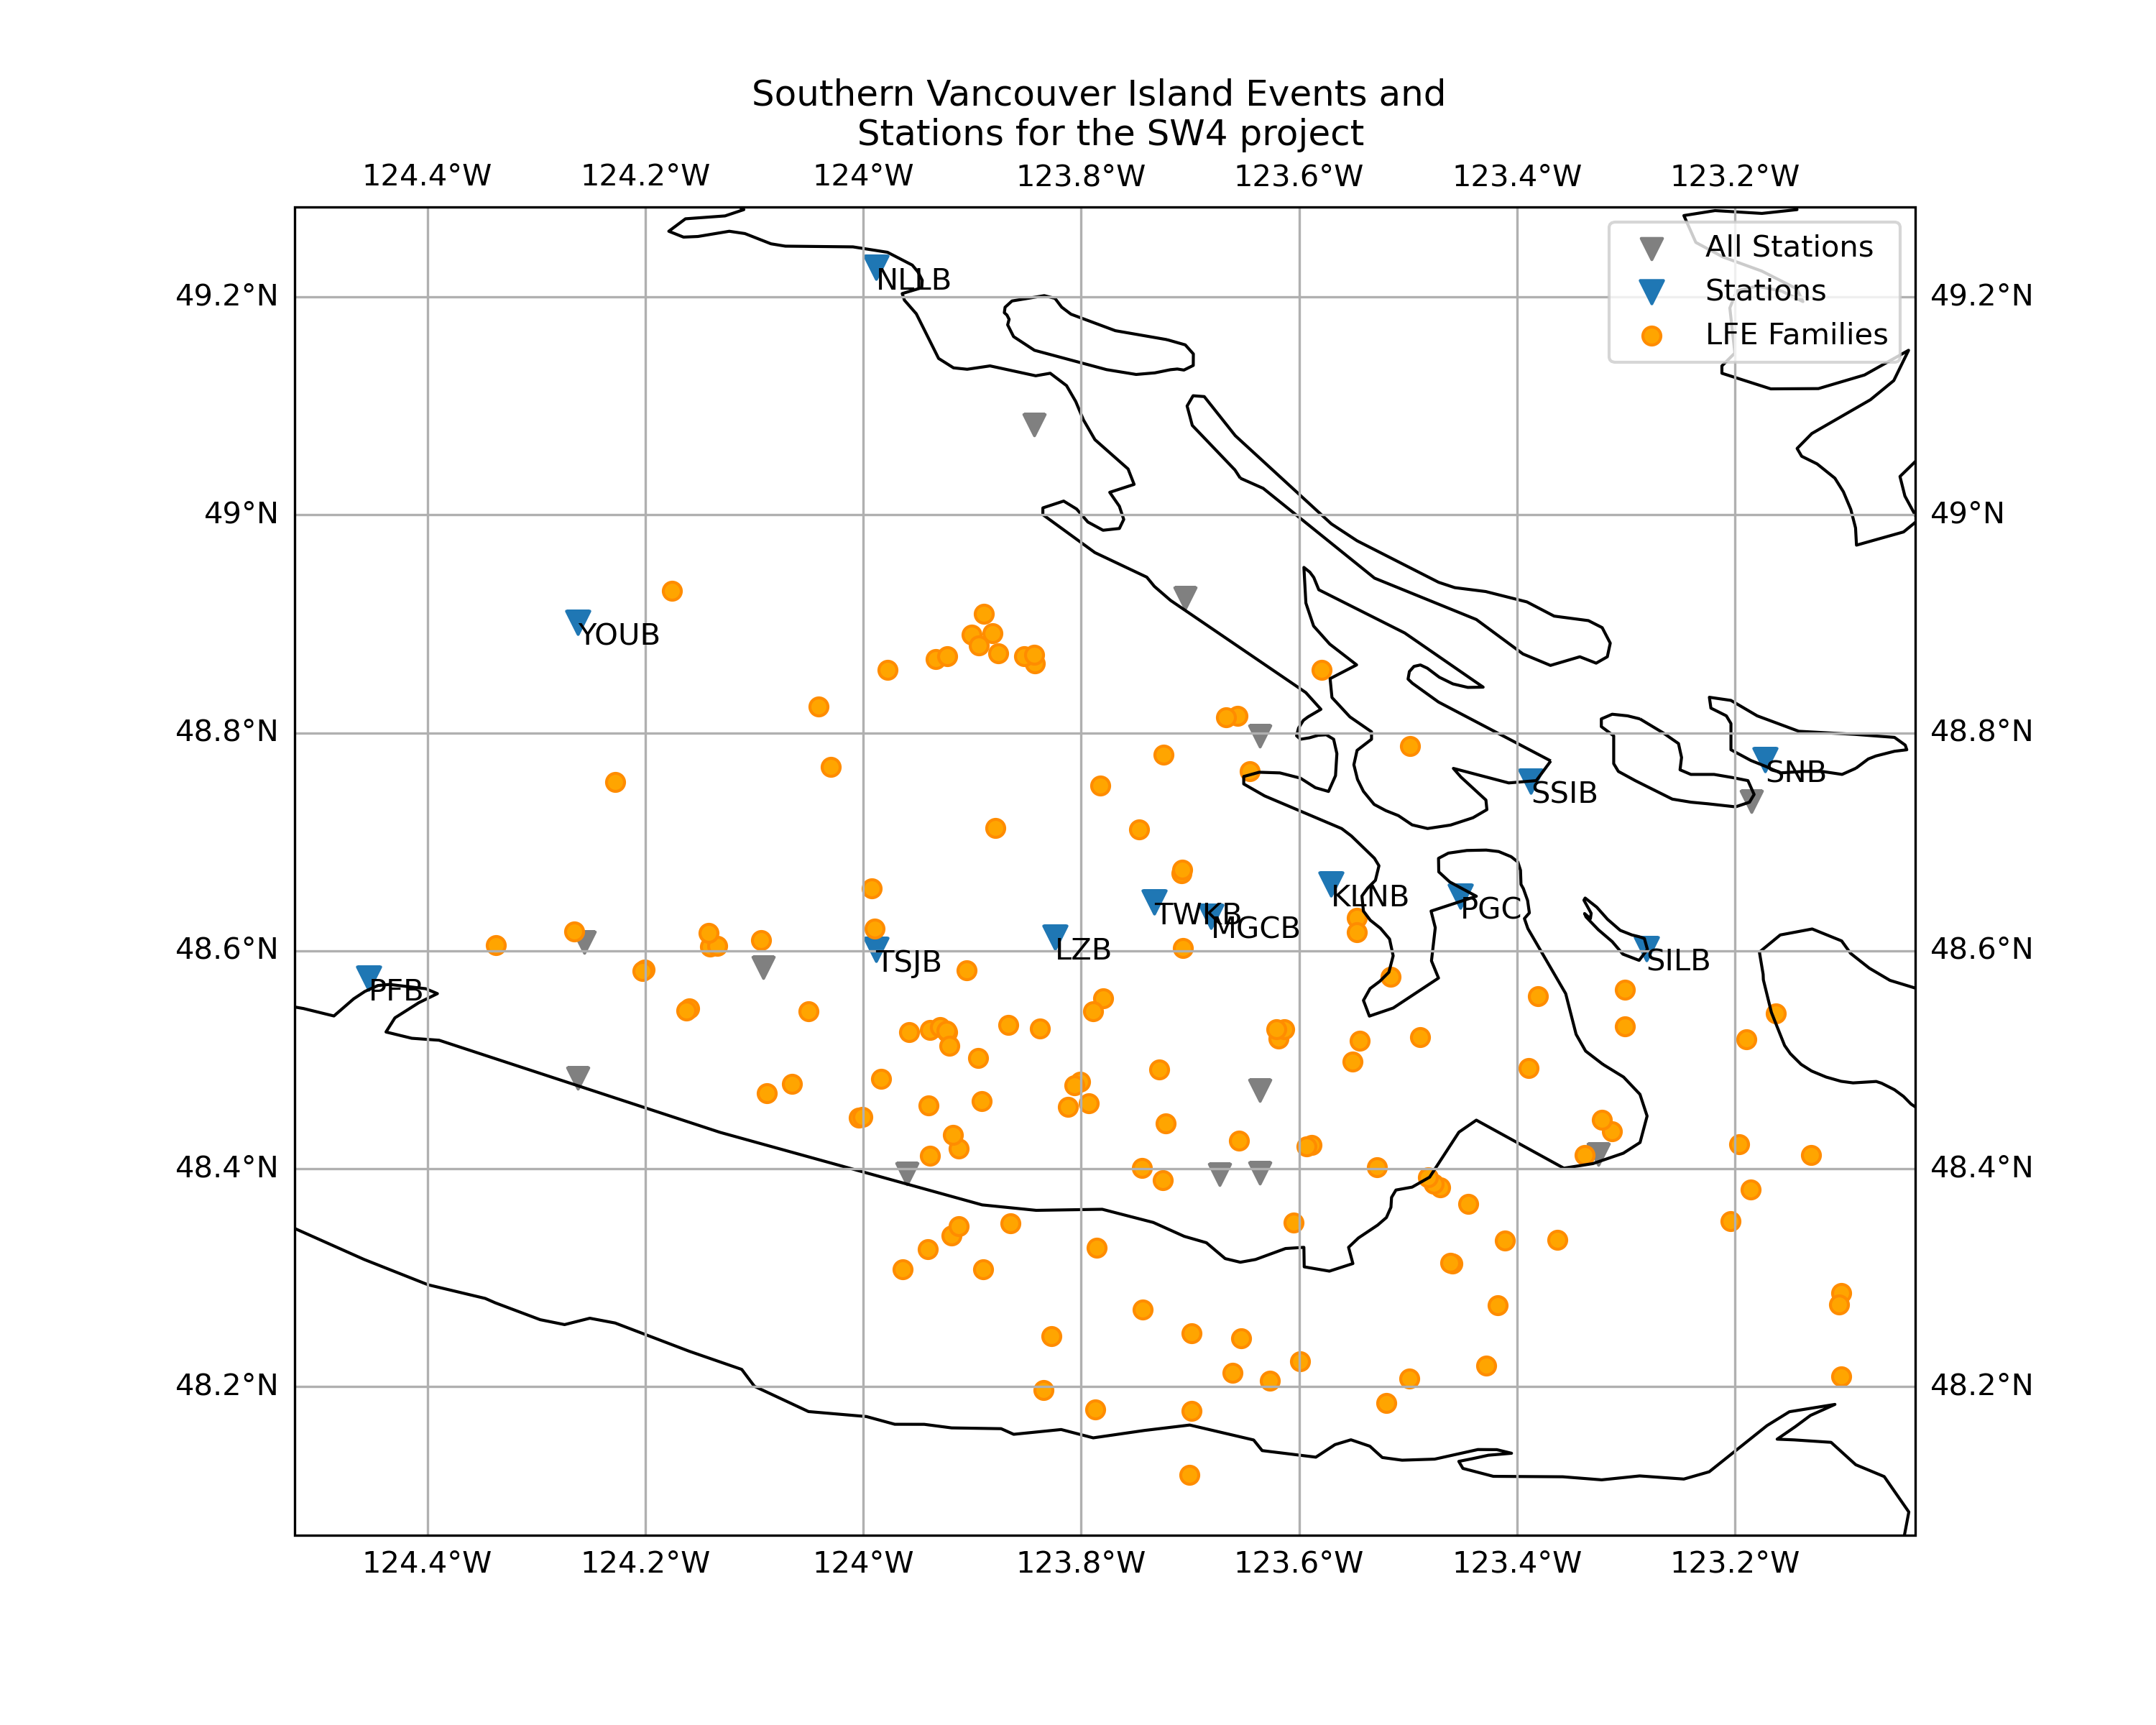 Southern Vancouver Island Events and
Stations for the SW4 project
124.4°W 124.2°W 124°W 123.8°W 123.6°W 123.4°W 123.2°W
All Stations
Stations
LFE Families
NLLB
49.2°N 49.2°N
49°N 49°N
YOUB
48.8°N 48.8°N
SNB
SSIB
KLNB
PGC
TWKB
MGCB
48.6°N 48.6°N
LZB
TSJB
SILB
PFB
48.4°N 48.4°N
48.2°N 48.2°N
124.4°W 124.2°W 124°W 123.8°W 123.6°W 123.4°W 123.2°W